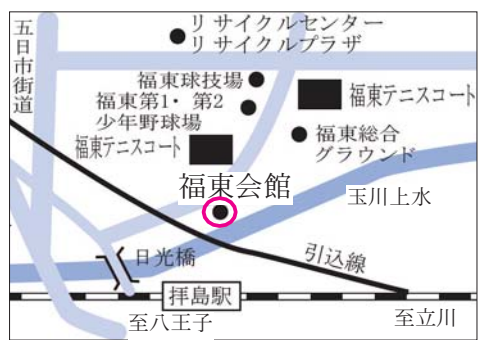 五日市街道
リサイクルセンター
リサイクルプラザ
福東球技場
福東第1・第2
少年野球場
福東テニスコート
福東テニスコート
福東総合
グラウンド
福東会館
玉川上水
日光橋
引込線
拝島駅
至八王子
至立川